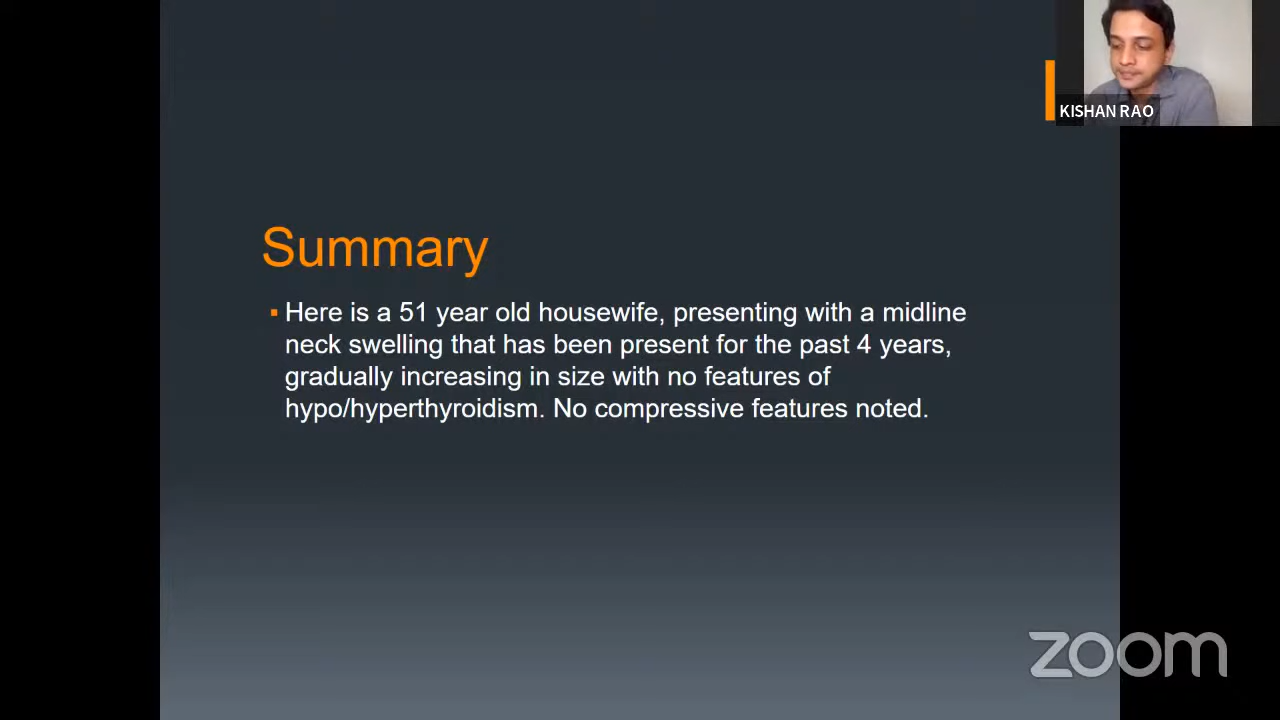 KISHAN RAO
Summary
Here is a 51 year old housewife, presenting with a midline
neck swelling that has been present for the past 4 years,
gradually increasing in size with no features of
hypo/hyperthyroidism. No compressive features noted.
zoom